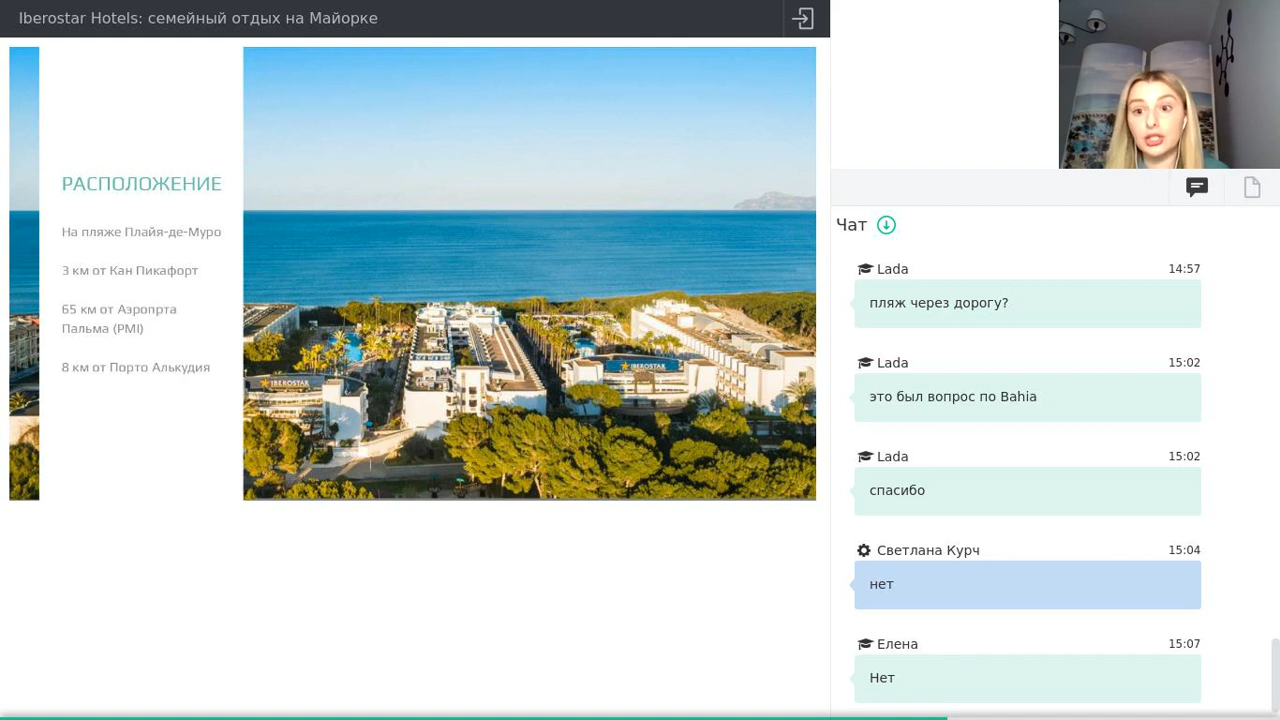 Iberostar Hotels: семейный отдых на Майорке
РАСПОЛОЖЕНИЕ
На пляже Плайя-де-Муро
3 км от Кан Пикафорт
65 км от Аэропрта
Пальма (PMI)
8 км от Порто Алькудия
IBEROSTAR
IBEROSTAR
Чат
Lada 14:57
пляж через дорогу?
Lada 15:02
это был вопрос по Bahia
Lada 15:02
спасибо
Светлана Курч 15:04
нет
Елена 15:07
Нет